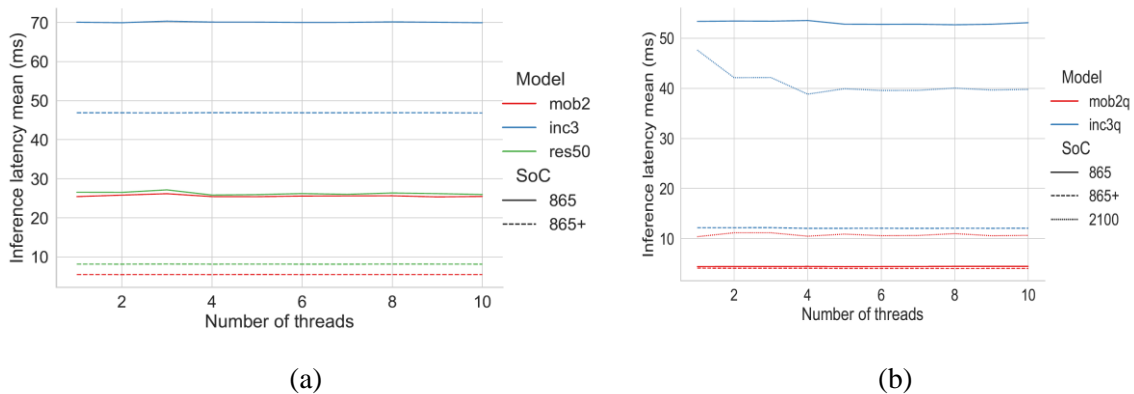 Inference latency mean (ms)
70
60
50
40
30
20
10
2
4
6
8
10
Number of threads
Model
mob2
inc3
res50
SoC
865
865+
(a)
Inference latency mean (ms)
50
40
30
20
10
2
4
6
8
10
Number of threads
Model
mob2q
inc3q
SoC
865
865+
2100
(b)